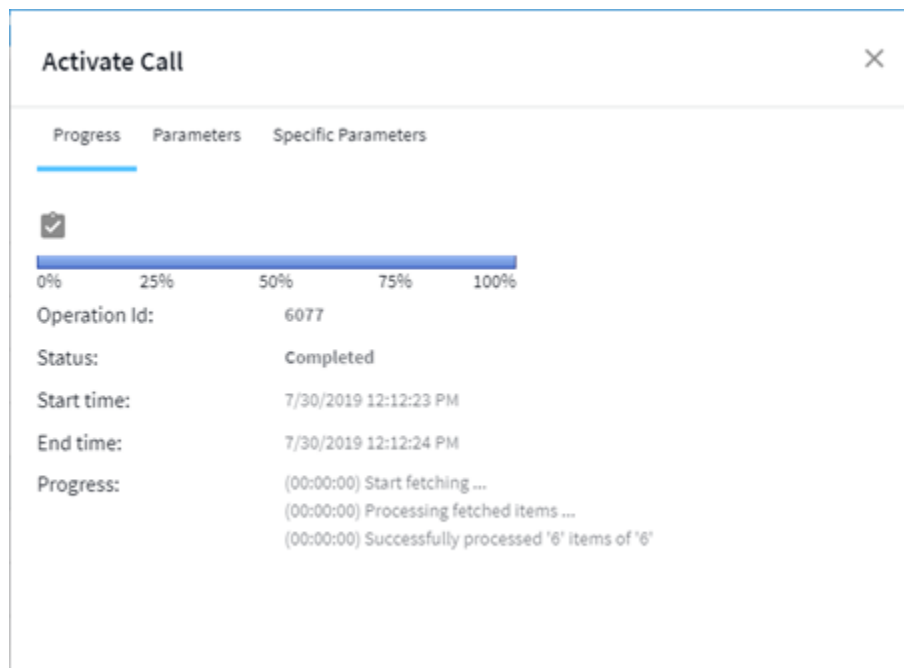 Activate Call
Progress Parameters Specific Parameters
0% 25% 50% 75% 100%
Operation Id: 6077
Status: Completed
Start time: 7/30/2019 12:12:23 PM
End time: 7/30/2019 12:12:24 PM
Progress: (00:00:00) Start fetching ...
(00:00:00) Processing fetched items ...
(00:00:00) Successfully processed '6' items of '6'